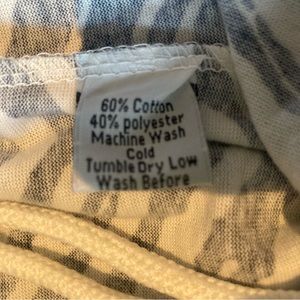 60% Cotton
40% polyester
Machine Wash
Cold
Tumble Dry Low
Wash Before